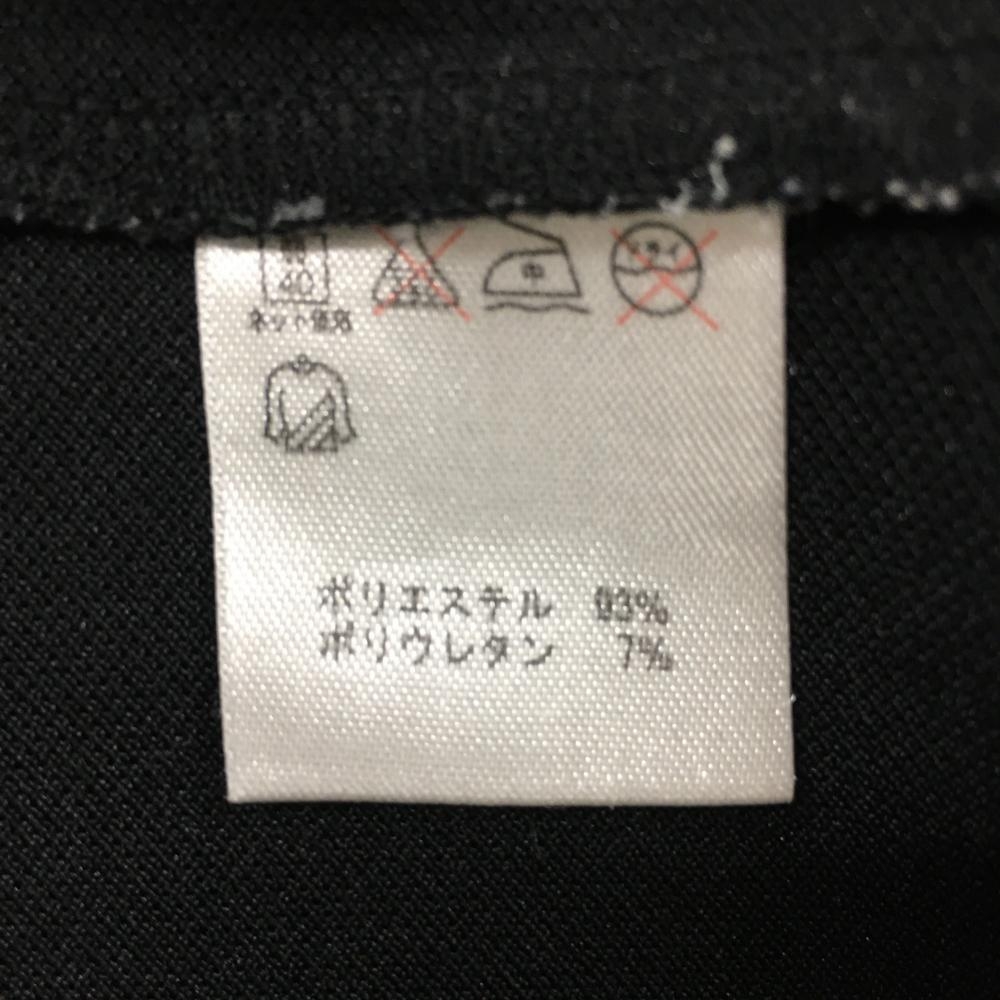 40 中 ドライ
ネット使用
ポリエステル 93%
ポリウレタン 7%